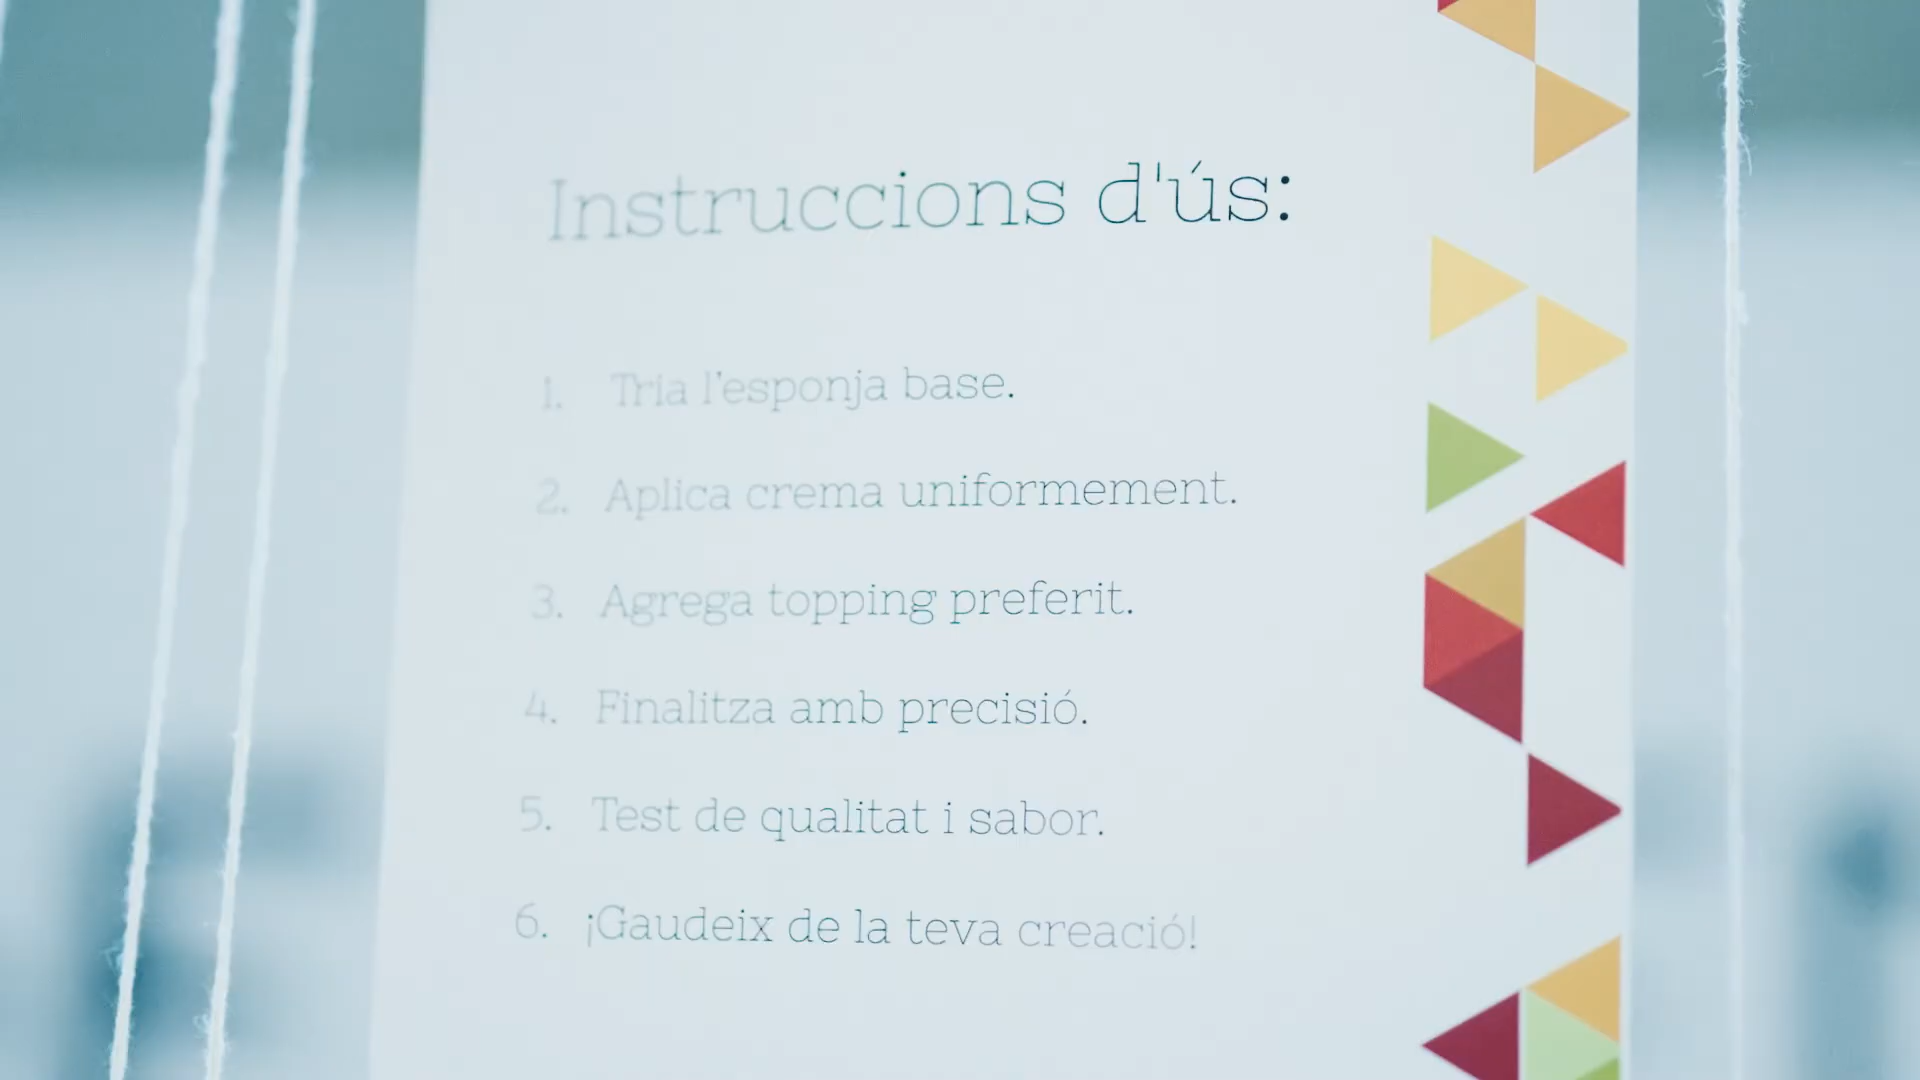 Instruccions d'ús:
1. Tria l'esponja base.
2. Aplica crema uniformement.
3. Agrega topping preferit.
4. Finalitza amb precisió.
5. Test de qualitat i sabor.
6. ¡Gaudeix de la teva creació!